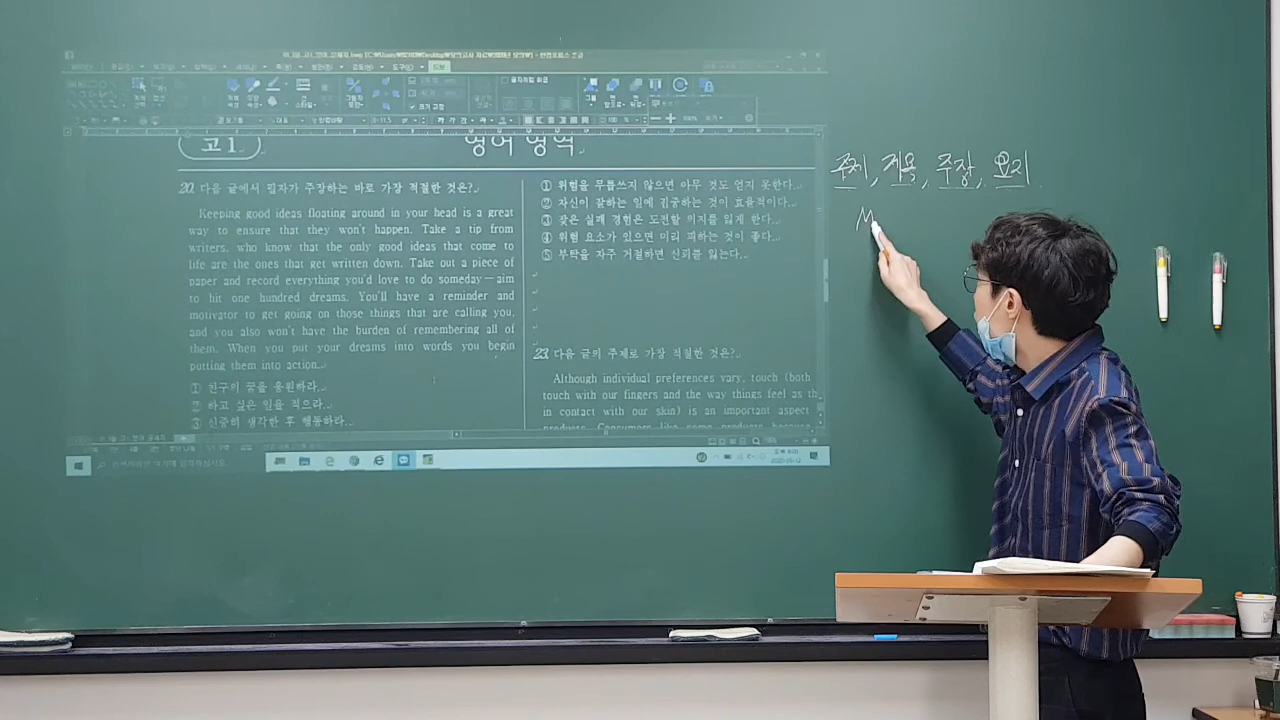 고1
영어 영역
20. 다음 글에서 필자가 주장하는 바로 가장 적절한 것은?
Keeping good ideas floating around in your head is a great
way to ensure that they won't happen. Take a tip from
writers, who know that the only good ideas that come to
life are the ones that get written down. Take out a piece of
paper and record everything you'd love to do someday—aim
to hit one hundred dreams. You'll have a reminder and
motivator to get going on those things that are calling you,
and you also won't have the burden of remembering all of
them. When you put your dreams into words you begin
putting them into action.
① 친구의 꿈을 응원하라.
② 하고 싶은 일을 적으라.
③ 신중히 생각한 후 행동하라.
① 위험을 무릅쓰지 않으면 아무 것도 얻지 못한다.
② 자신이 잘하는 일에 집중하는 것이 효율적이다.
③ 잦은 실패 경험은 도전할 의지를 잃게 한다.
④ 위험 요소가 있으면 미리 피하는 것이 좋다.
⑤ 부탁을 자주 거절하면 신뢰를 잃는다.
23. 다음 글의 주제로 가장 적절한 것은?
Although individual preferences vary, touch (both
touch with our fingers and the way things feel as th
in contact with our skin) is an important aspect
products. Consumers like some products because
주제, 제목, 주장, 요지
M